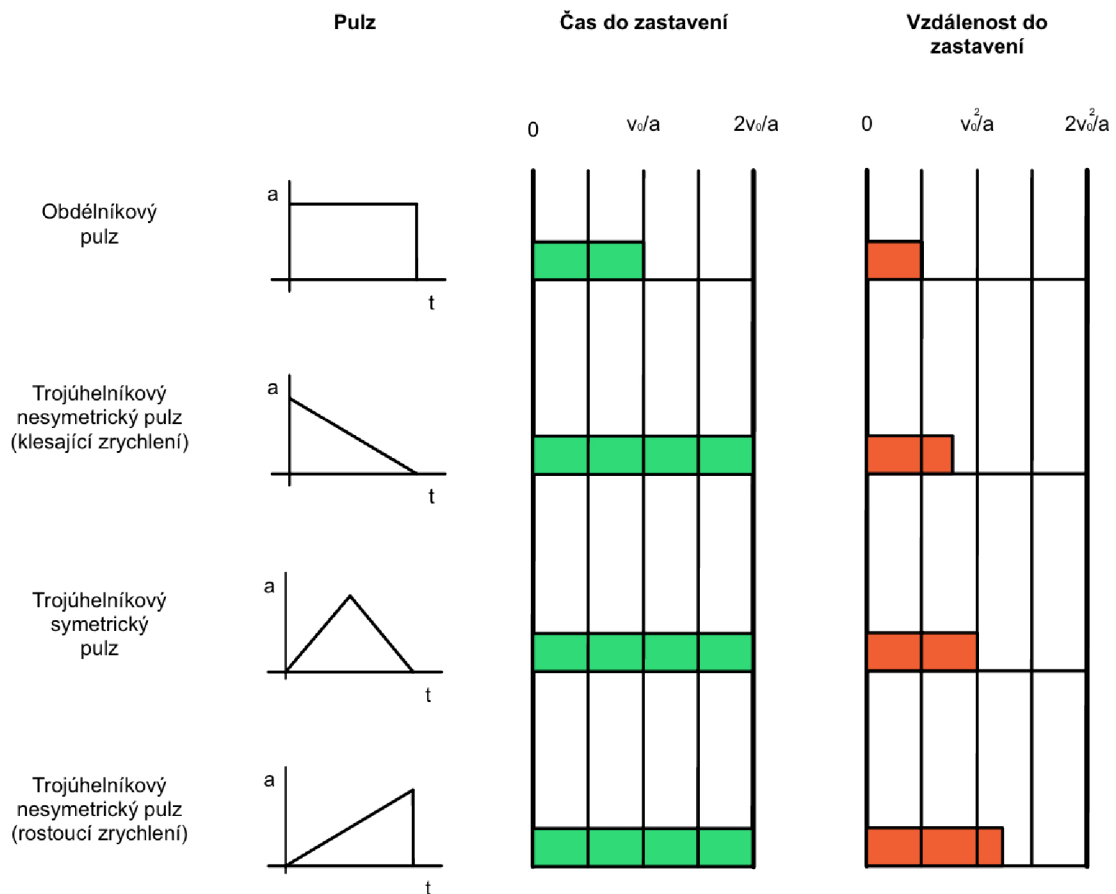 Pulz
Čas do zastavení
Vzdálenost do
zastavení
0
v₀/a
2v₀/a
0
v₀²/a
2v₀²/a
Obdélníkový
pulz
a
t
Trojúhelníkový
nesymetrický pulz
(klesající zrychlení)
a
t
Trojúhelníkový
symetrický
pulz
a
t
Trojúhelníkový
nesymetrický pulz
(rostoucí zrychlení)
a
t